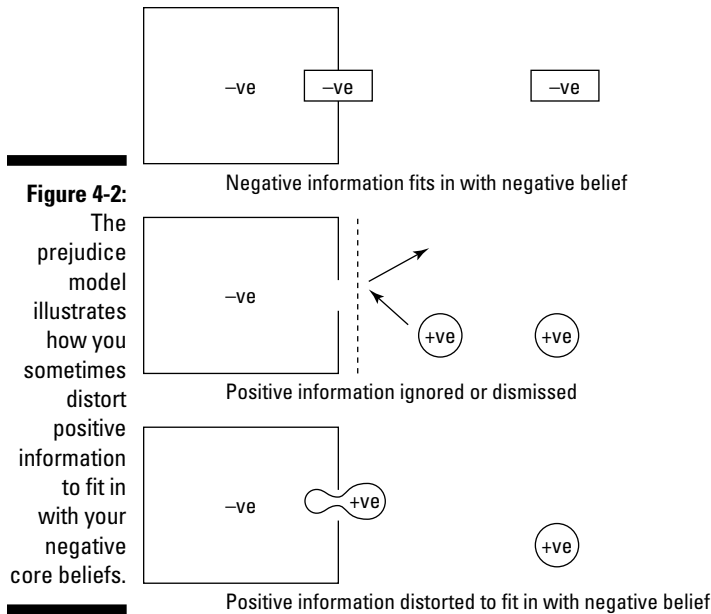 –ve
–ve
–ve
Negative information fits in with negative belief
Figure 4-2:
The
prejudice
model
illustrates
how you
sometimes
distort
positive
information
to fit in
with your
negative
core beliefs.
–ve
+ve
+ve
Positive information ignored or dismissed
–ve
+ve
+ve
Positive information distorted to fit in with negative belief